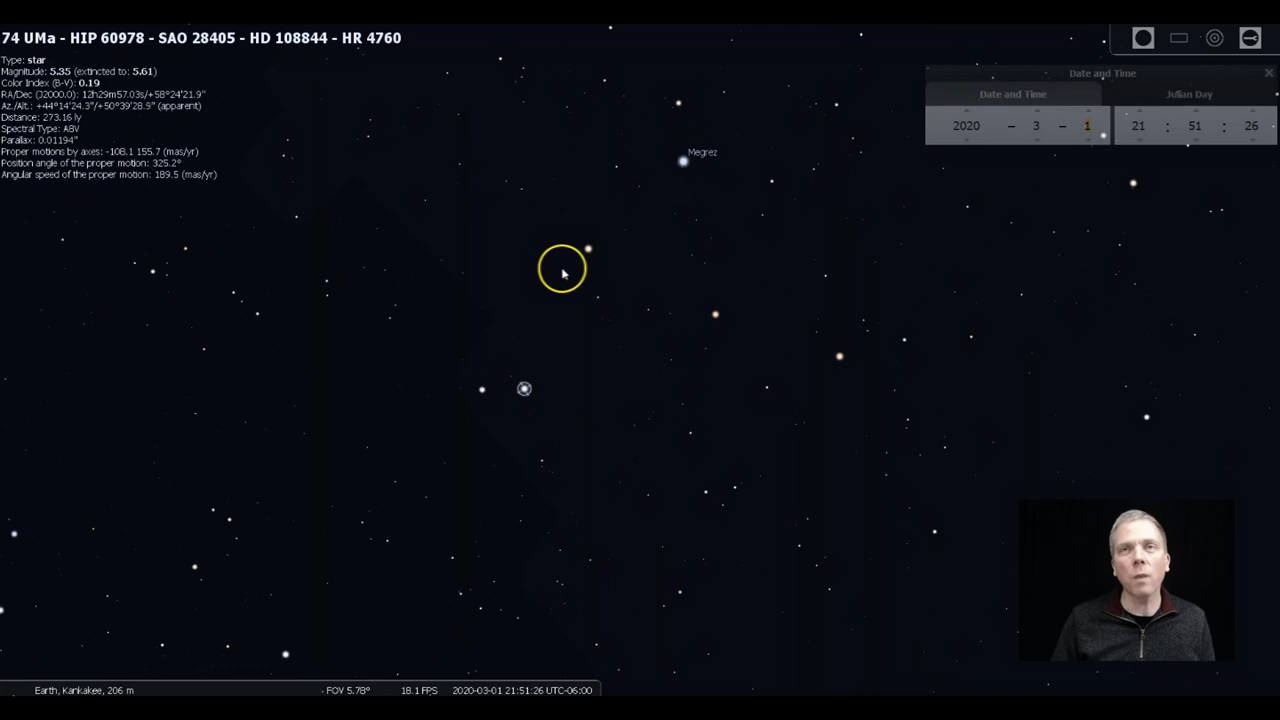 74 UMa - HIP 60978 - SAO 28405 - HD 108844 - HR 4760
Type: star
Magnitude: 5.35 (extincted to: 5.61)
Color Index (B-V): 0.19
RA/Dec (J2000.0): 12h29m57.03s/+58°24'21.9"
Az/Alt.: +44°14'24.3"/+50°39'28.9" (apparent)
Distance: 273.16 ly
Spectral Type: A8V
Parallax: 0.01194"
Proper motions by axes: -108.1 155.7 (mas/yr)
Position angle of the proper motion: 325.2°
Angular speed of the proper motion: 189.5 (mas/yr)
Date and Time
Date and Time Julian Day
2020 - 3 - 1 21 : 51 : 26
Megrez
Earth, Kankakee, 206 m FOV 5.78° 18.1 FPS 2020-03-01 21:51:26 UTC-06:00